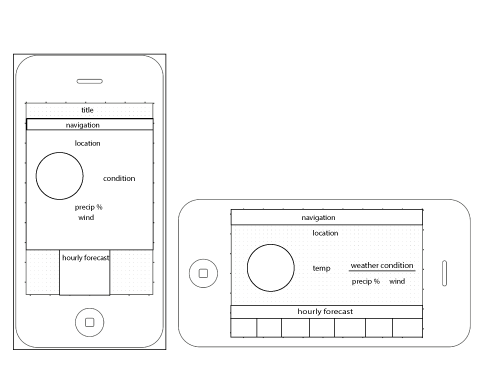 title
navigation
location
condition
precip %
wind
hourly forecast
navigation
location
temp
weather condition
precip % wind
hourly forecast